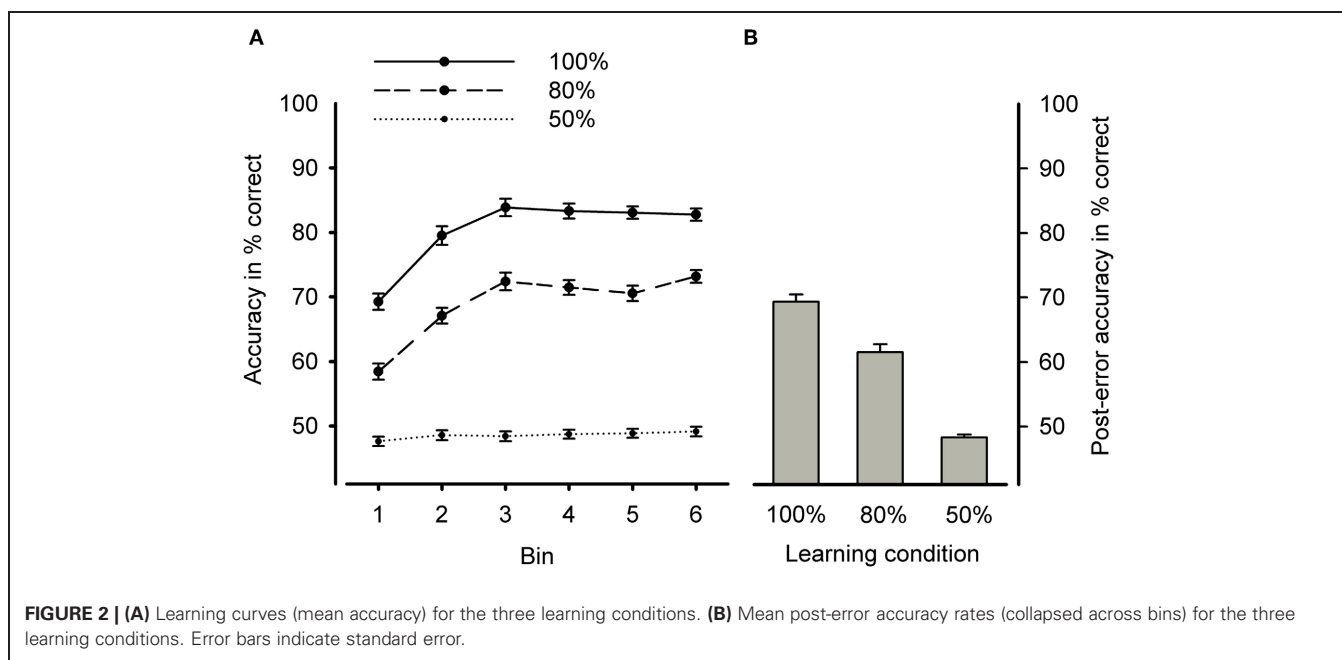 A
B
100%
80%
50%
Accuracy in % correct
100
90
80
70
60
50
1 2 3 4 5 6
Bin
100
90
80
70
60
50
Post-error accuracy in % correct
100% 80% 50%
Learning condition
FIGURE 2 | (A) Learning curves (mean accuracy) for the three learning conditions. (B) Mean post-error accuracy rates (collapsed across bins) for the three
learning conditions. Error bars indicate standard error.